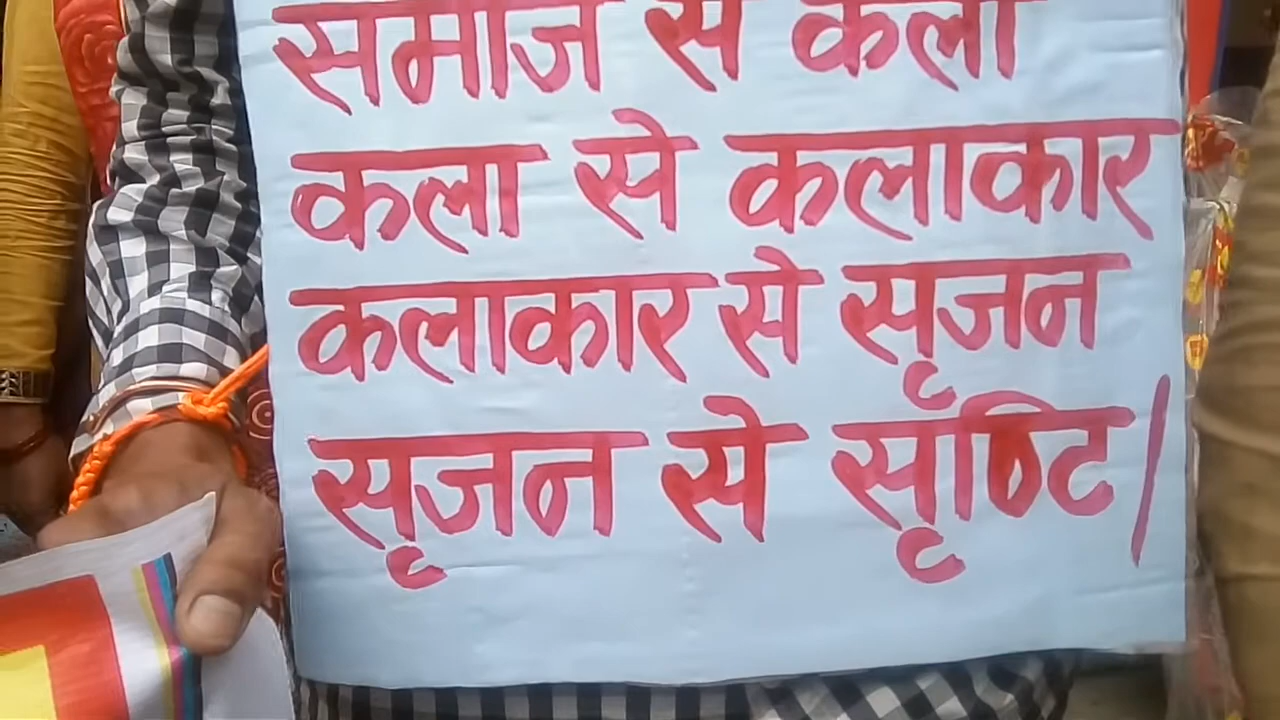 समाज से कला
कला से कलाकार
कलाकार से सृजन
सृजन से सृष्टि।